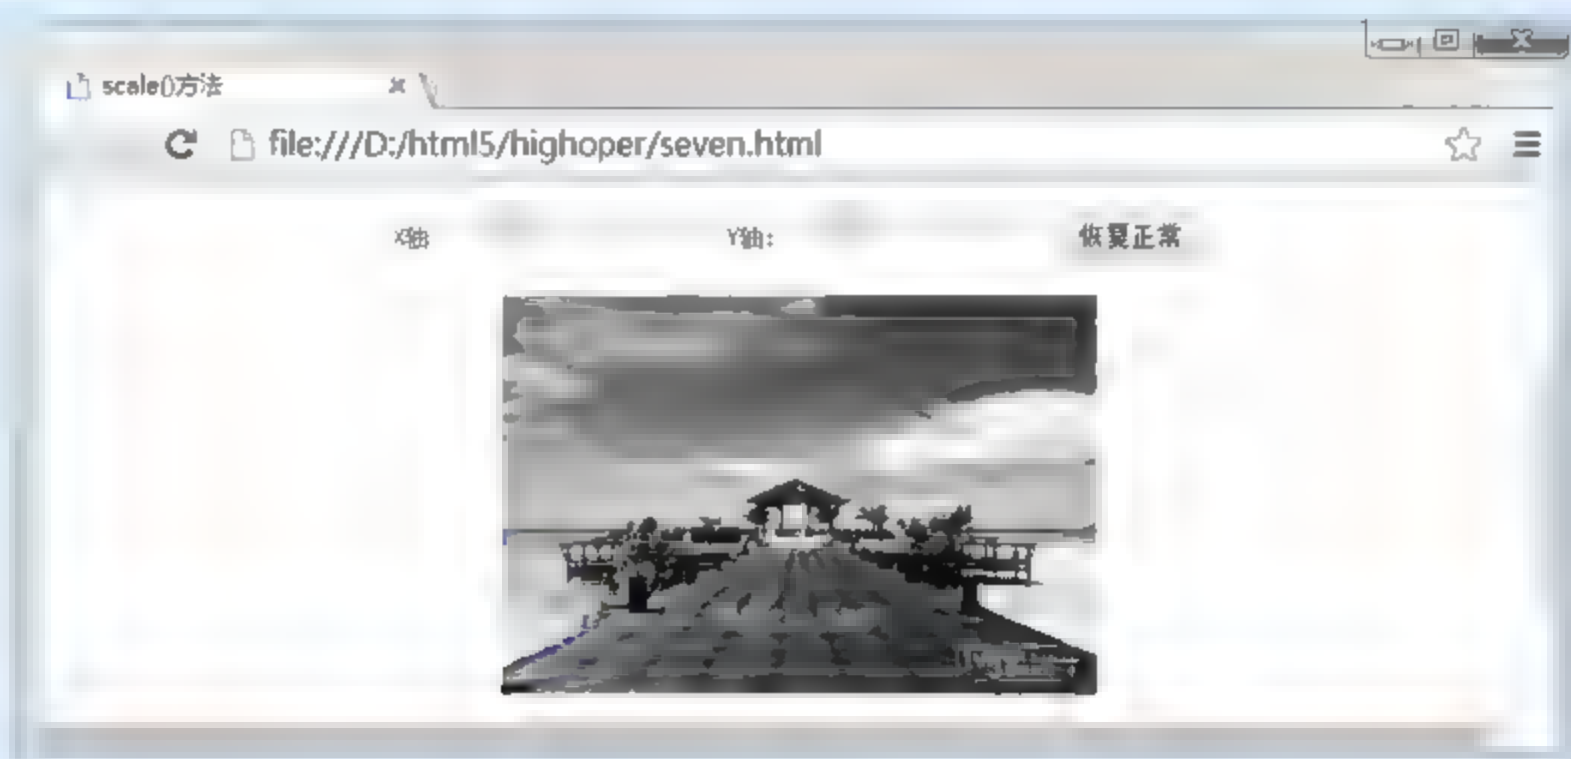 scale()方法
file:///D:/html5/highoper/seven.html
X轴 Y轴: 恢复正常